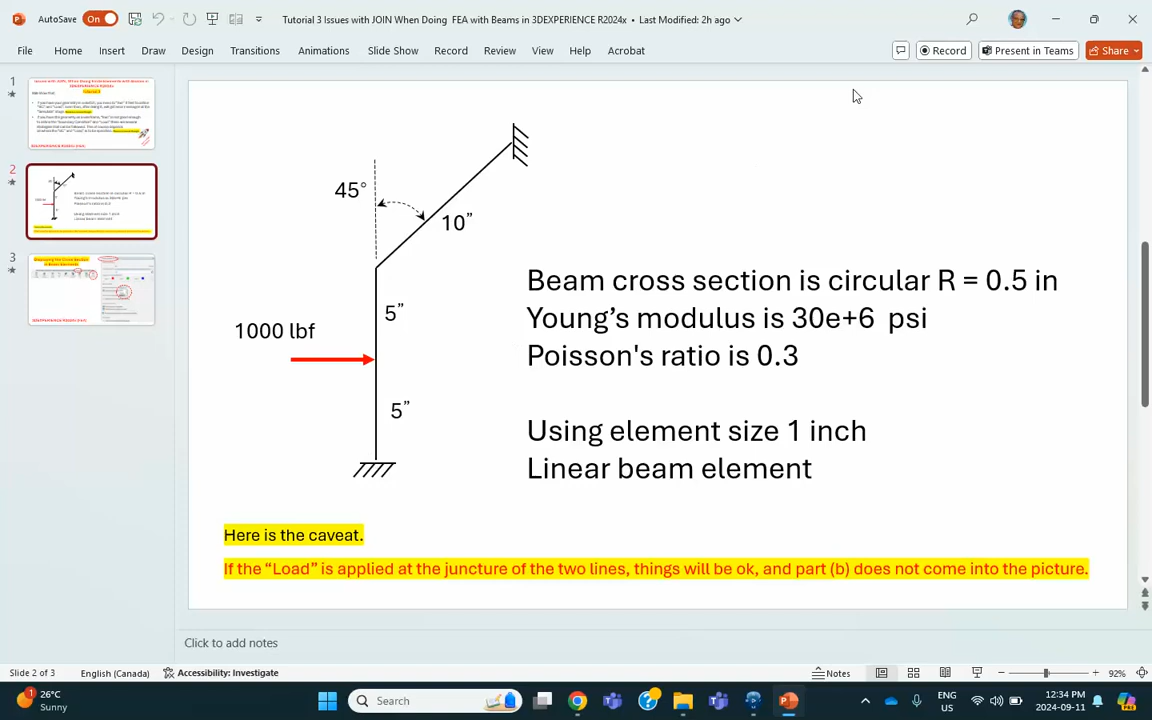 AutoSave On
Tutorial 3 Issues with JOIN When Doing FEA with Beams in 3DEXPERIENCE R2024x • Last Modified: 2h ago
File Home Insert Draw Design Transitions Animations Slide Show Record Review View Help Acrobat
Record Present in Teams Share
1
2
3
45°
10”
5”
1000 lbf
5”
Beam cross section is circular R = 0.5 in
Young’s modulus is 30e+6 psi
Poisson's ratio is 0.3
Using element size 1 inch
Linear beam element
Here is the caveat.
If the “Load” is applied at the juncture of the two lines, things will be ok, and part (b) does not come into the picture.
Click to add notes
Slide 2 of 3 English (Canada) Accessibility: Investigate Notes 92%
26°C
Sunny
Search
ENG
US
12:34 PM
2024-09-11